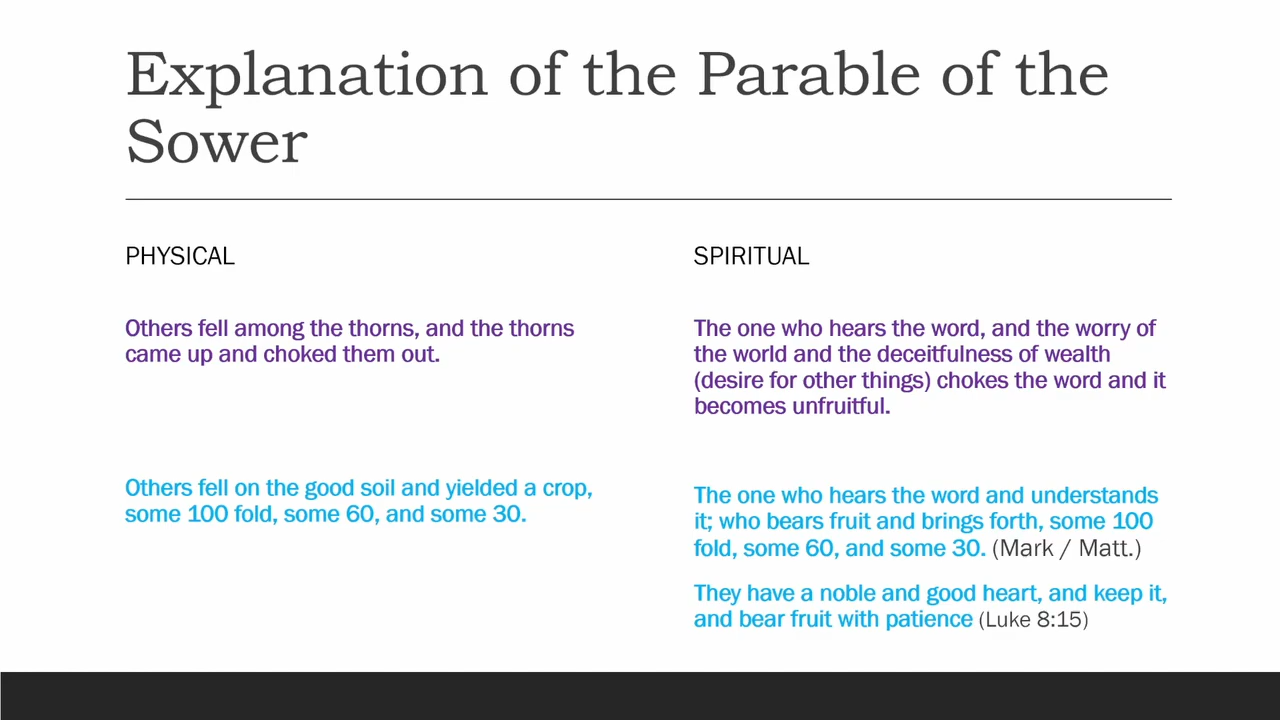 Explanation of the Parable of the
Sower
PHYSICAL
Others fell among the thorns, and the thorns
came up and choked them out.
Others fell on the good soil and yielded a crop,
some 100 fold, some 60, and some 30.
SPIRITUAL
The one who hears the word, and the worry of
the world and the deceitfulness of wealth
(desire for other things) chokes the word and it
becomes unfruitful.
The one who hears the word and understands
it; who bears fruit and brings forth, some 100
fold, some 60, and some 30. (Mark / Matt.)
They have a noble and good heart, and keep it,
and bear fruit with patience (Luke 8:15)